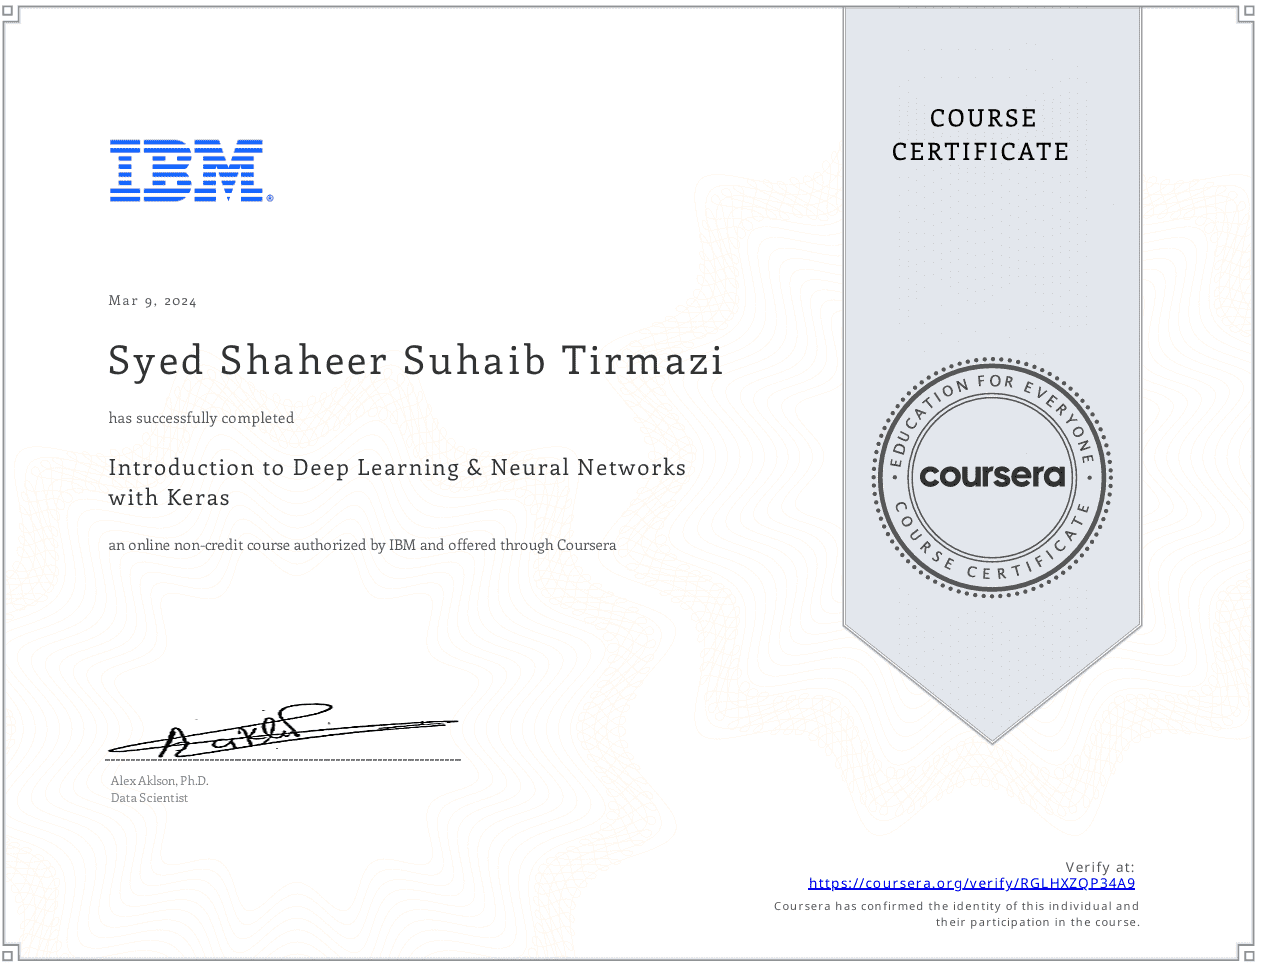 COURSE
CERTIFICATE
IBM®
Mar 9, 2024
Syed Shaheer Suhaib Tirmazi
has successfully completed
Introduction to Deep Learning & Neural Networks
with Keras
an online non-credit course authorized by IBM and offered through Coursera
EDUCATION FOR EVERYONE
coursera
COURSE CERTIFICATE
Alex Aklson, Ph.D.
Data Scientist
Verify at:
https://coursera.org/verify/RGLHXZQP34A9
Coursera has confirmed the identity of this individual and
their participation in the course.